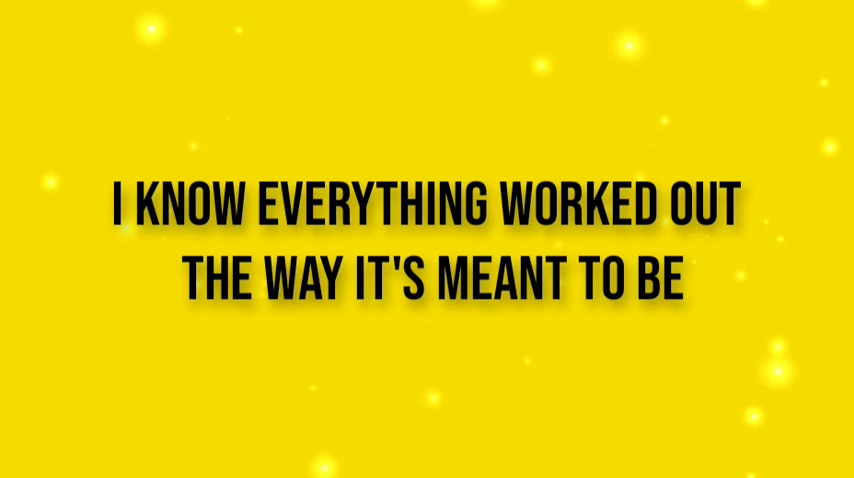 I KNOW EVERYTHING WORKED OUT
THE WAY IT'S MEANT TO BE